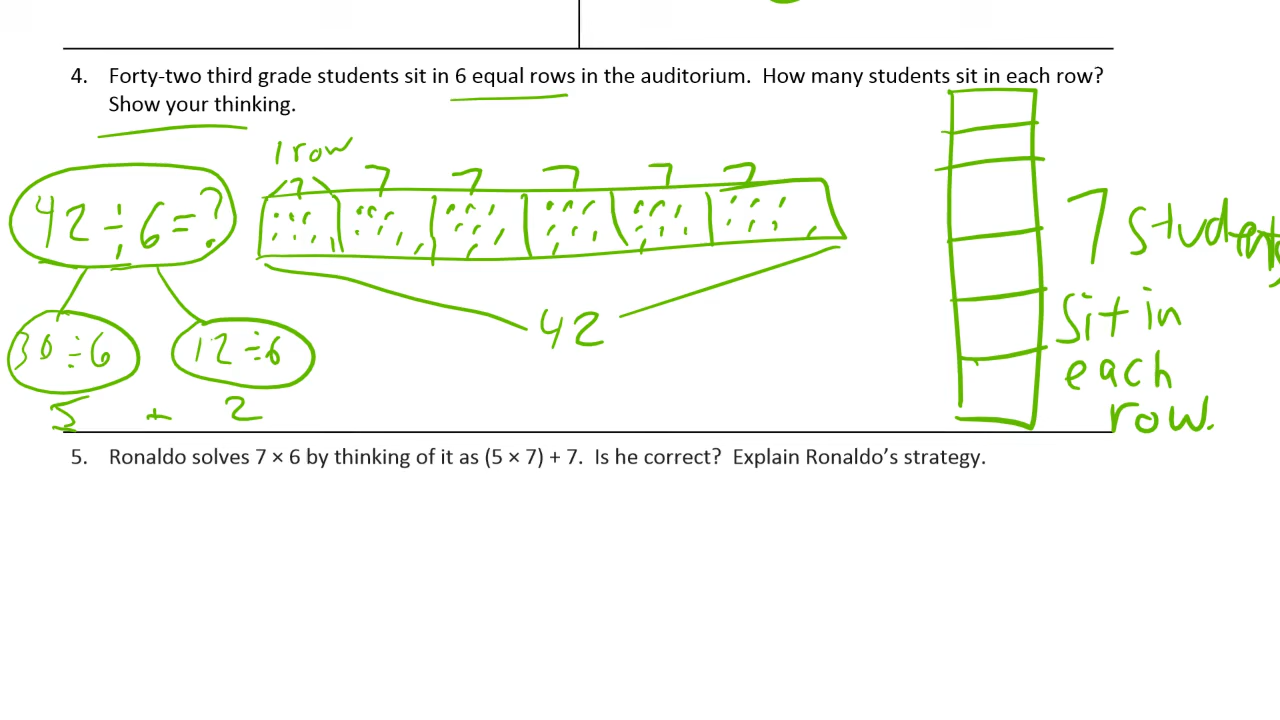 4. Forty-two third grade students sit in 6 equal rows in the auditorium. How many students sit in each row?
Show your thinking.
1 row
7 7 7 7 7 7
42 ÷ 6 = ?
42
30 ÷ 6 12 ÷ 6
5 + 2
7 students
sit in
each
row.
5. Ronaldo solves 7 × 6 by thinking of it as (5 × 7) + 7. Is he correct? Explain Ronaldo's strategy.